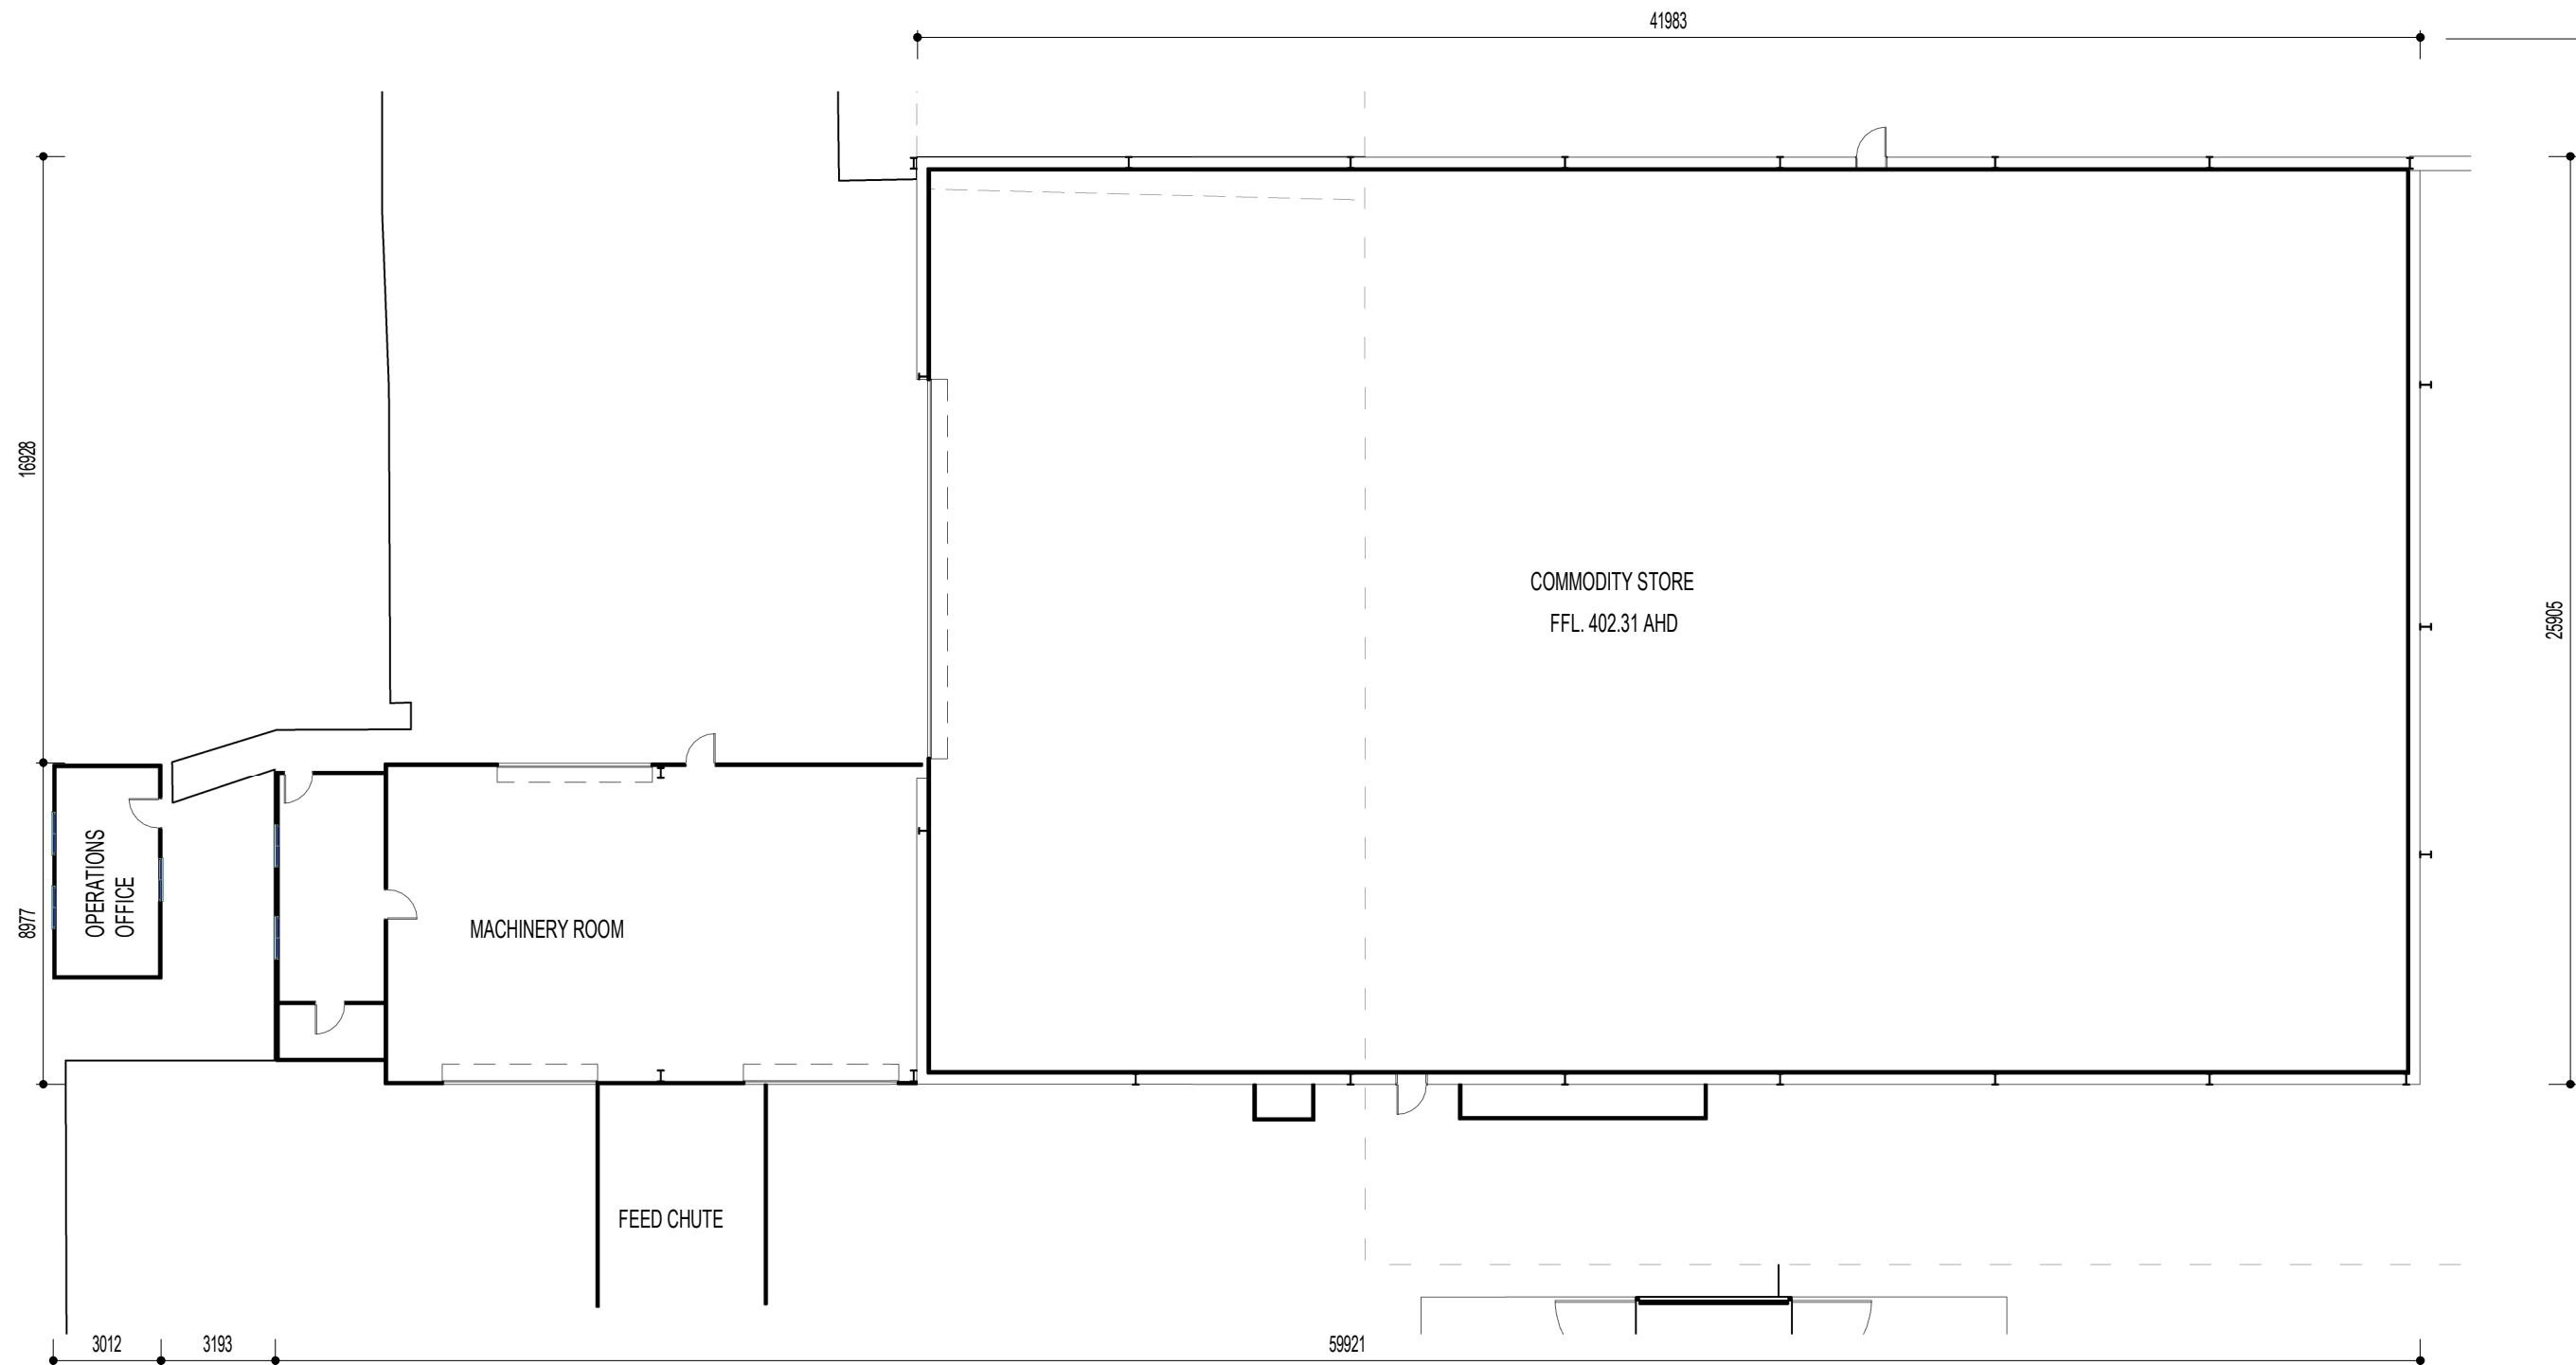 41983
16928
COMMODITY STORE
FFL. 402.31 AHD
25905
OPERATIONS
OFFICE
8977
MACHINERY ROOM
FEED CHUTE
3012
3193
59921